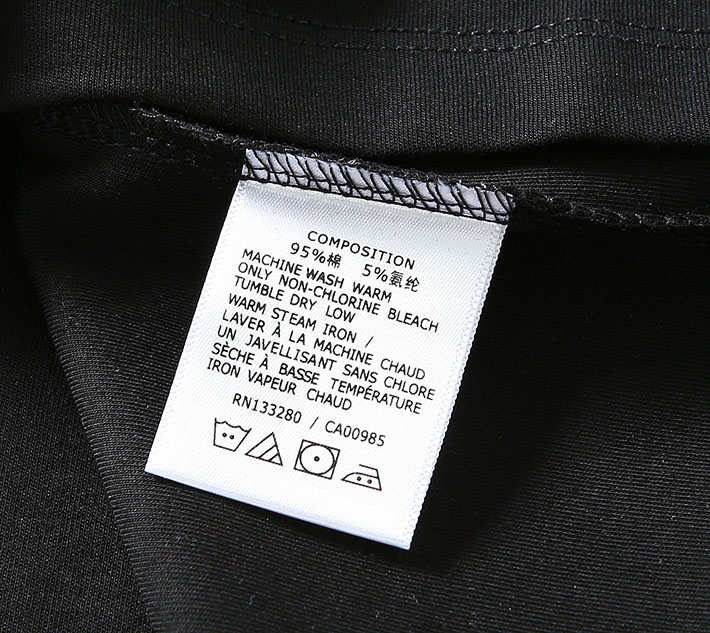 COMPOSITION
95%棉 5%氨纶
MACHINE WASH WARM
ONLY NON-CHLORINE BLEACH
TUMBLE DRY LOW
WARM STEAM IRON /
LAVER À LA MACHINE CHAUD
UN JAVELLISANT SANS CHLORE
SÈCHE À BASSE TEMPÉRATURE
IRON VAPEUR CHAUD
RN133280 / CA00985